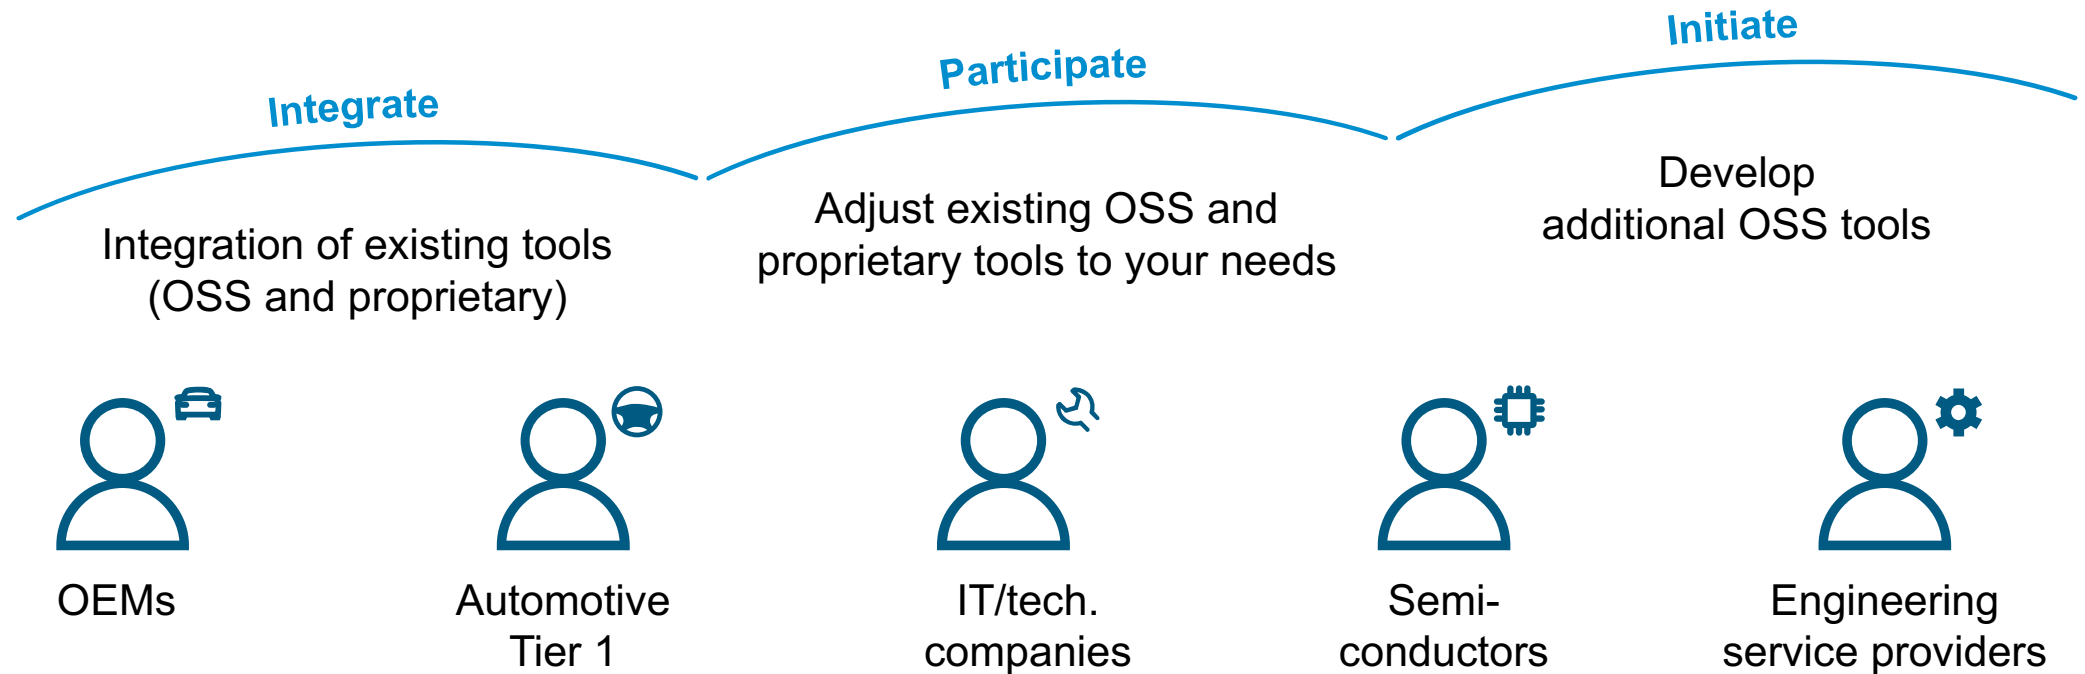 Integrate
Integration of existing tools
(OSS and proprietary)
Participate
Adjust existing OSS and
proprietary tools to your needs
Initiate
Develop
additional OSS tools
OEMs
Automotive
Tier 1
IT/tech.
companies
Semi-
conductors
Engineering
service providers